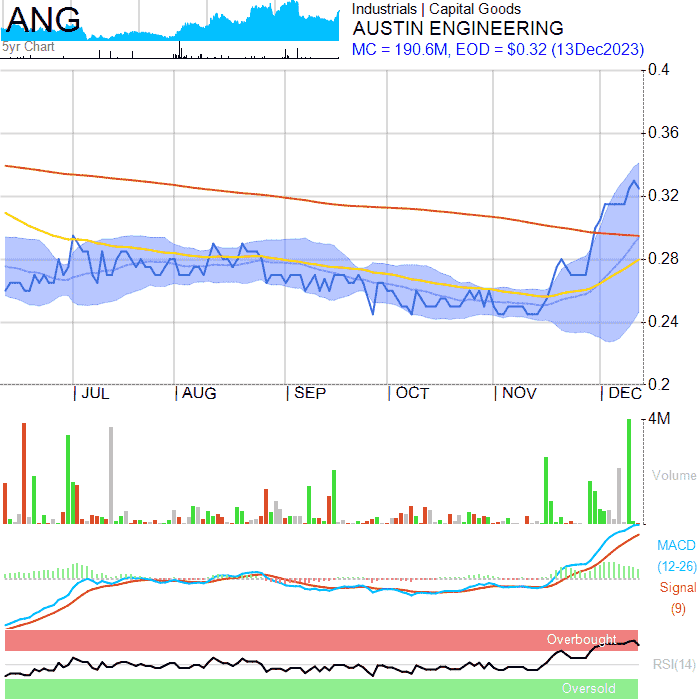 ANG
5yr Chart
Industrials | Capital Goods
AUSTIN ENGINEERING
MC = 190.6M, EOD = $0.32 (13Dec2023)
0.4
0.36
0.32
0.28
0.24
0.2
| JUL | AUG | SEP | OCT | NOV | DEC
4M
Volume
MACD
(12-26)
Signal
(9)
Overbought
RSI(14)
Oversold